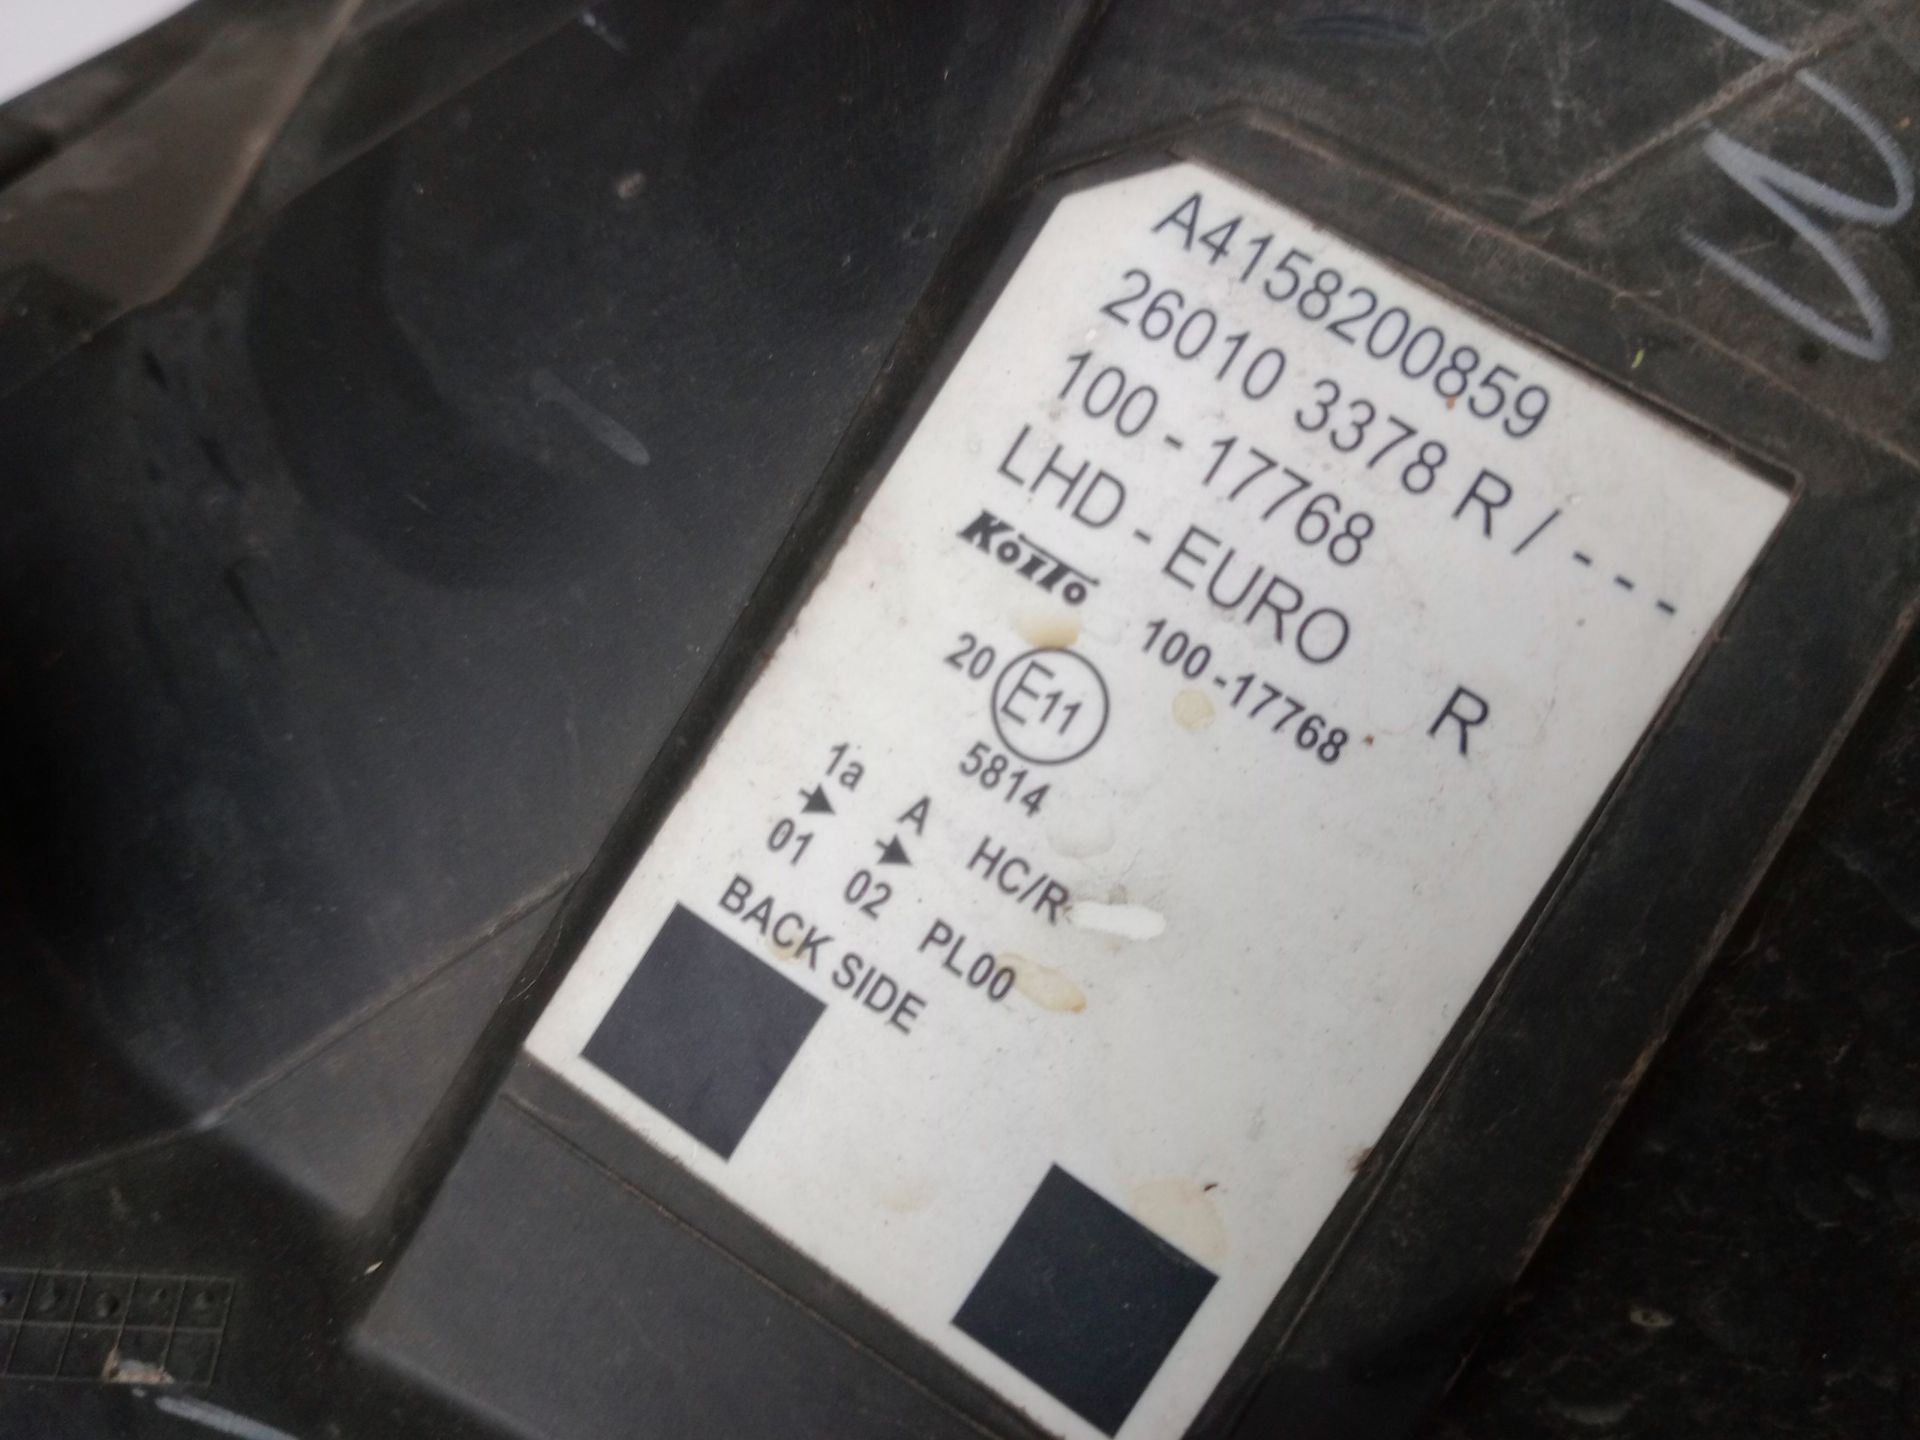 A4158200859
26010 3378 R / - - -
100 - 17768
LHD - EURO R
KOITO 100-17768
20 E11
5814
1a A HC/R
01 02 PL00
BACK SIDE